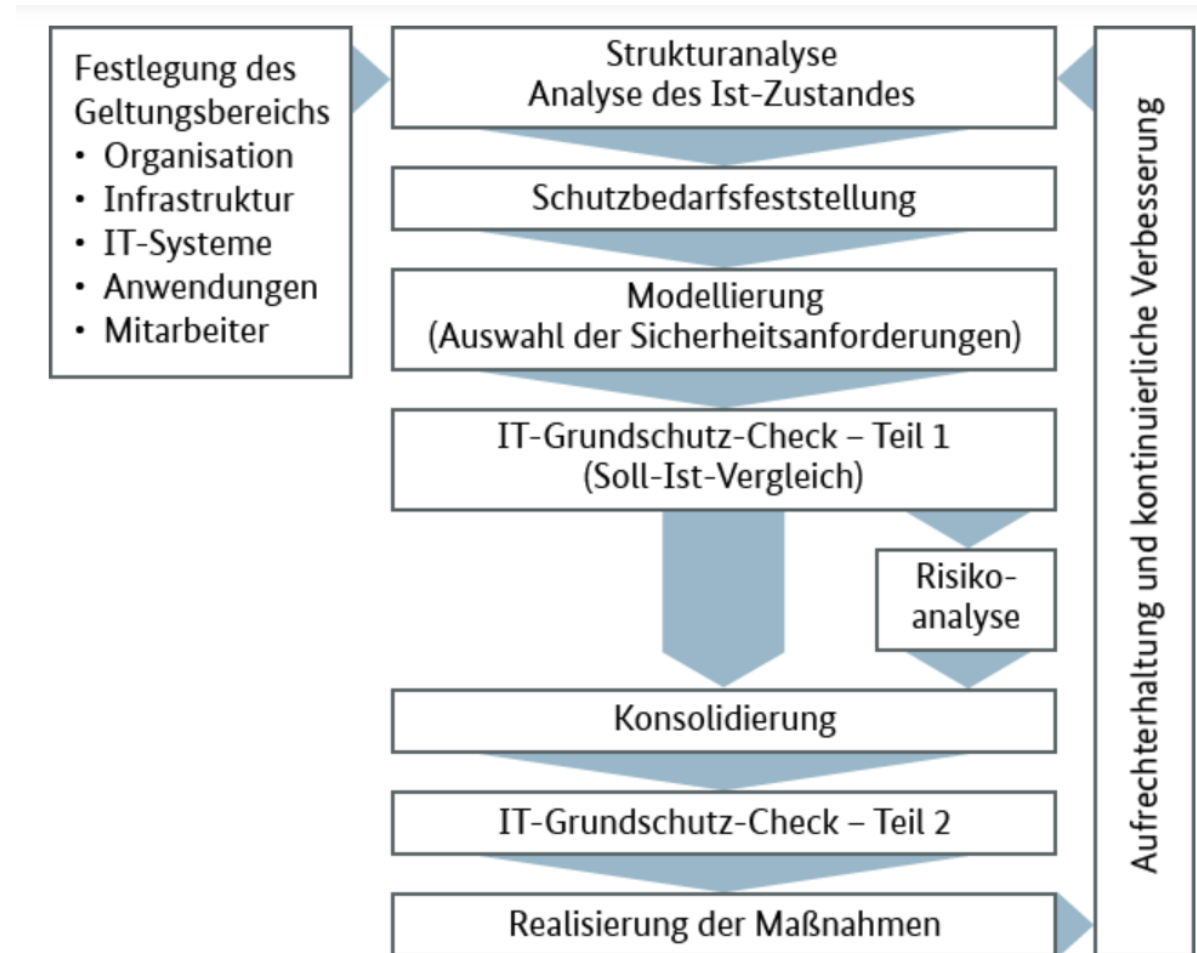 Festlegung des
Geltungsbereichs
• Organisation
• Infrastruktur
• IT-Systeme
• Anwendungen
• Mitarbeiter
Strukturanalyse
Analyse des Ist-Zustandes
Schutzbedarfsfeststellung
Modellierung
(Auswahl der Sicherheitsanforderungen)
IT-Grundschutz-Check – Teil 1
(Soll-Ist-Vergleich)
Risiko-
analyse
Konsolidierung
IT-Grundschutz-Check – Teil 2
Realisierung der Maßnahmen
Aufrechterhaltung und kontinuierliche Verbesserung